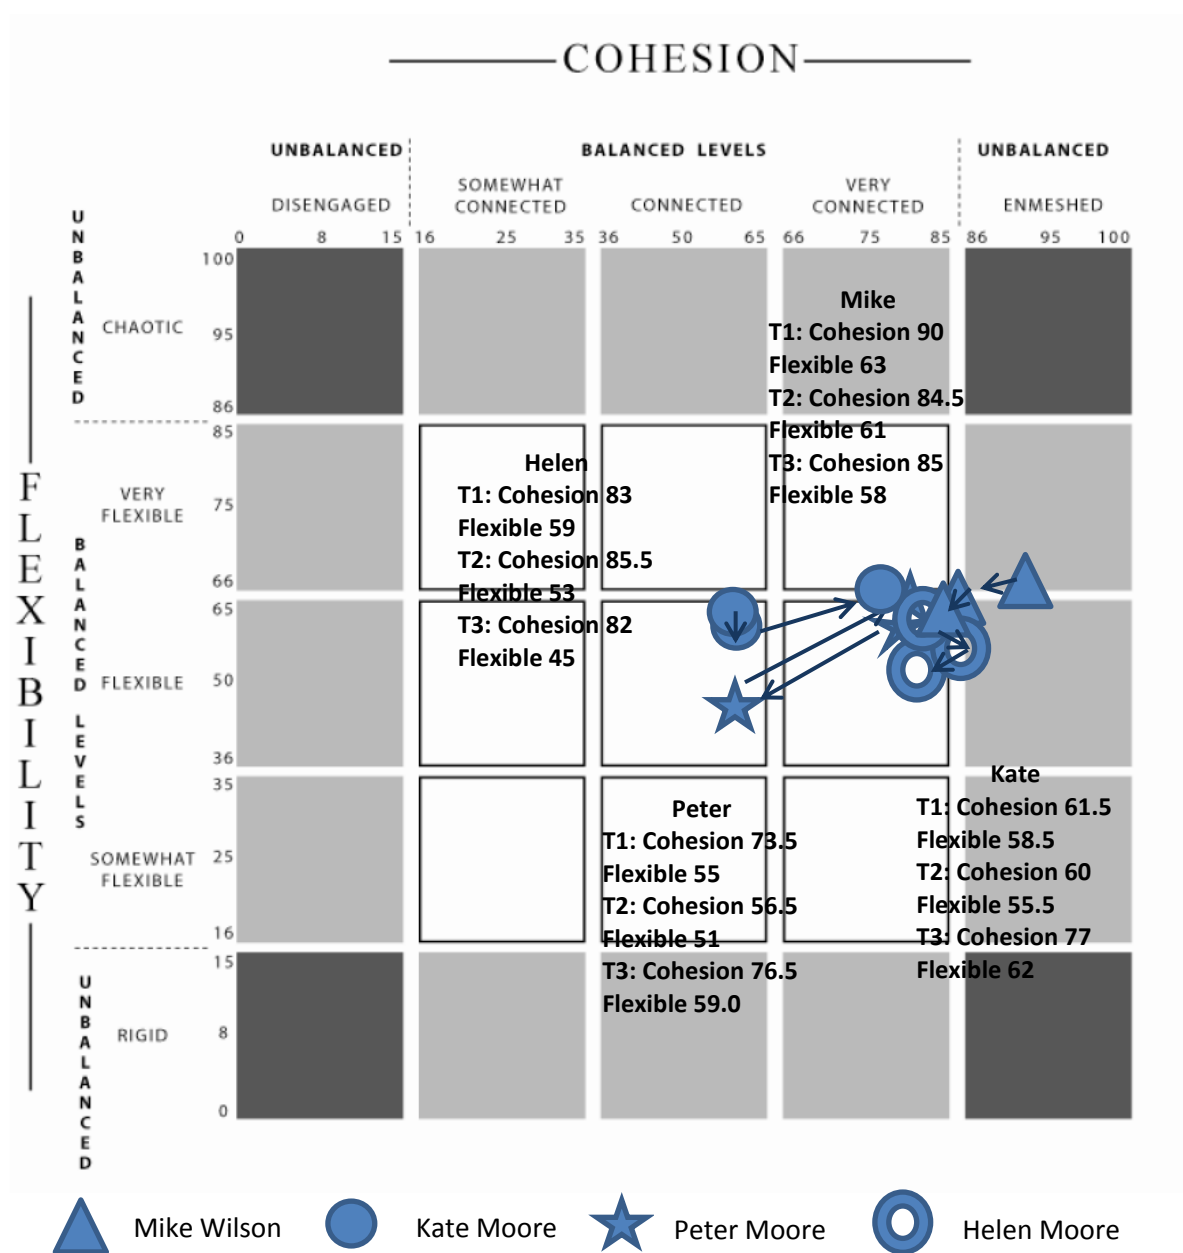 COHESION
UNBALANCED
BALANCED LEVELS
UNBALANCED
DISENGAGED
SOMEWHAT
CONNECTED
CONNECTED
VERY
CONNECTED
ENMESHED
0 8 15 16 25 35 36 50 65 66 75 85 86 95 100
FLEXIBILITY
UNBALANCED
BALANCED LEVELS
UNBALANCED
CHAOTIC
100
95
86
VERY
FLEXIBLE
85
75
66
FLEXIBLE
65
50
36
SOMEWHAT
FLEXIBLE
35
25
16
RIGID
15
8
0
Mike
T1: Cohesion 90
Flexible 63
T2: Cohesion 84.5
Flexible 61
T3: Cohesion 85
Flexible 58
Helen
T1: Cohesion 83
Flexible 59
T2: Cohesion 85.5
Flexible 53
T3: Cohesion 82
Flexible 45
Kate
T1: Cohesion 61.5
Flexible 58.5
T2: Cohesion 60
Flexible 55.5
T3: Cohesion 77
Flexible 62
Peter
T1: Cohesion 73.5
Flexible 55
T2: Cohesion 56.5
Flexible 51
T3: Cohesion 76.5
Flexible 59.0
Mike Wilson
Kate Moore
Peter Moore
Helen Moore